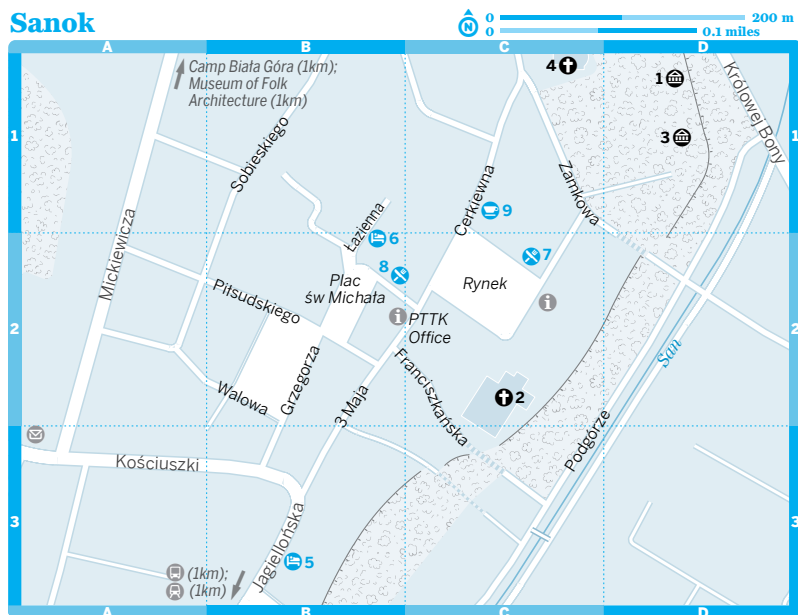 Sanok
N
0 200 m
0 0.1 miles
A B C D
Camp Biała Góra (1km);
Museum of Folk
Architecture (1km)
4
1
Królowej Bony
1 1
3
Sobieskiego
Zamkowa
Cerkiewna
9
Mickiewicza
Łazienna
6
7
8
Plac
św Michała
Rynek
Piłsudskiego
i
i
PTTK
Office
2 2
San
Franciszkańska
Grzegorza
Walowa
3 Maja
2
Podgórze
Kościuszki
3 3
Jagiellońska
5
(1km);
(1km)
A B C D